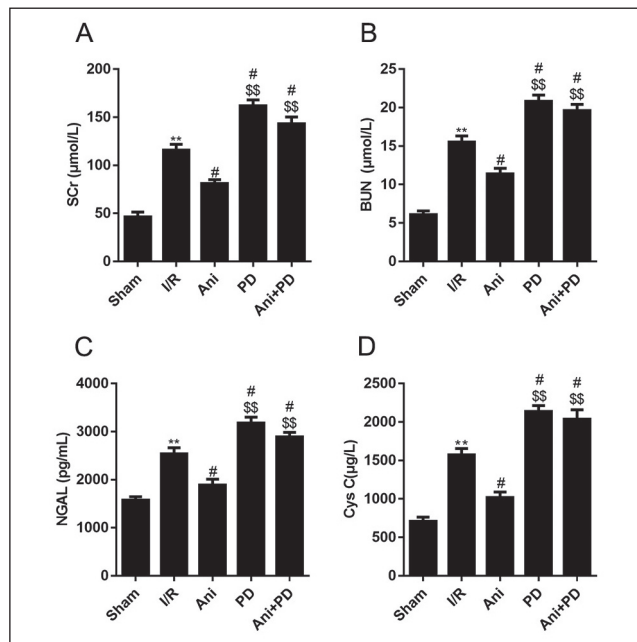 A
SCr (μmol/L)
200
150
100
50
0
**
#
#
$$
#
$$
Sham
I/R
Ani
PD
Ani+PD
B
BUN (μmol/L)
25
20
15
10
5
0
**
#
#
$$
#
$$
Sham
I/R
Ani
PD
Ani+PD
C
NGAL (pg/mL)
4000
3000
2000
1000
0
**
#
#
$$
#
$$
Sham
I/R
Ani
PD
Ani+PD
D
Cys C(μg/L)
2500
2000
1500
1000
500
0
**
#
#
$$
#
$$
Sham
I/R
Ani
PD
Ani+PD